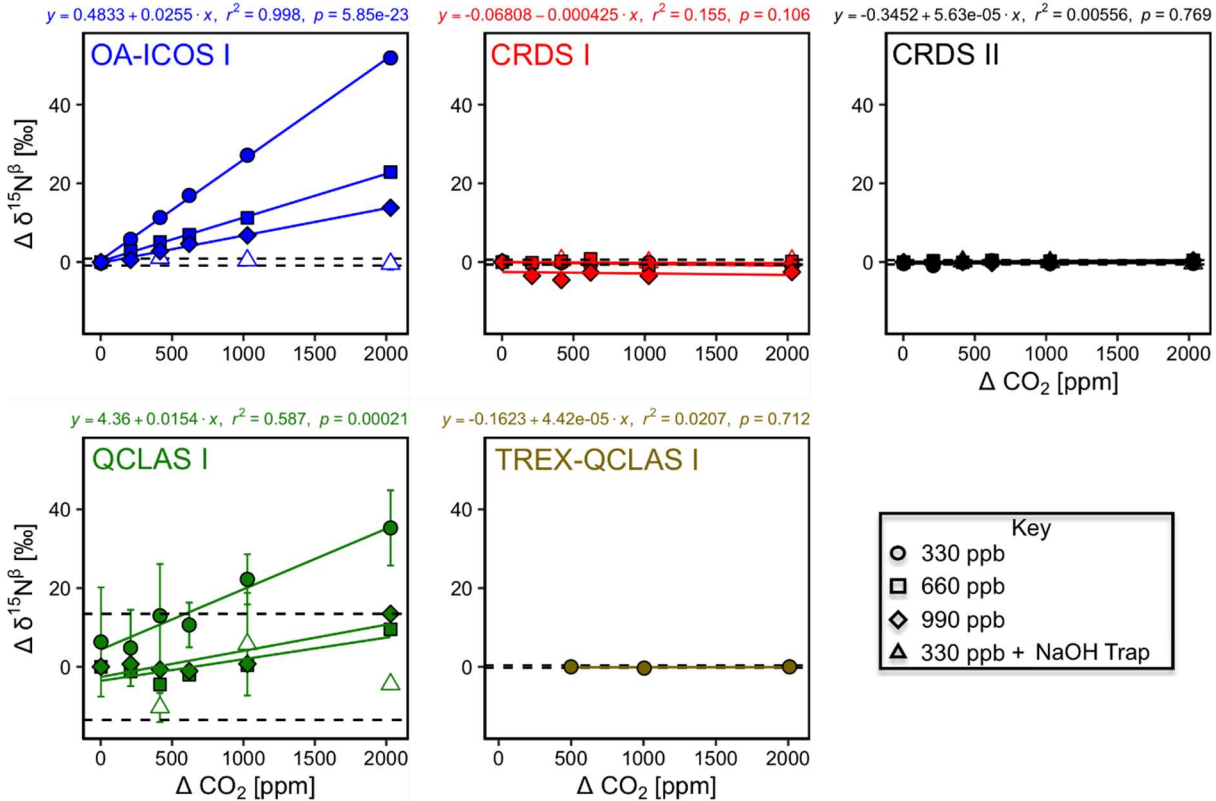 y = 0.4833 + 0.0255 · x, r² = 0.998, p = 5.85e-23
OA-ICOS I
Δ δ¹⁵Nᵝ [‰]
40
20
0
0 500 1000 1500 2000
y = -0.06808 − 0.000425 · x, r² = 0.155, p = 0.106
CRDS I
40
20
0
0 500 1000 1500 2000
y = -0.3452 + 5.63e-05 · x, r² = 0.00556, p = 0.769
CRDS II
40
20
0
0 500 1000 1500 2000
Δ CO₂ [ppm]
y = 4.36 + 0.0154 · x, r² = 0.587, p = 0.00021
QCLAS I
Δ δ¹⁵Nᵝ [‰]
40
20
0
0 500 1000 1500 2000
Δ CO₂ [ppm]
y = -0.1623 + 4.42e-05 · x, r² = 0.0207, p = 0.712
TREX-QCLAS I
40
20
0
0 500 1000 1500 2000
Δ CO₂ [ppm]
Key
330 ppb
660 ppb
990 ppb
330 ppb + NaOH Trap